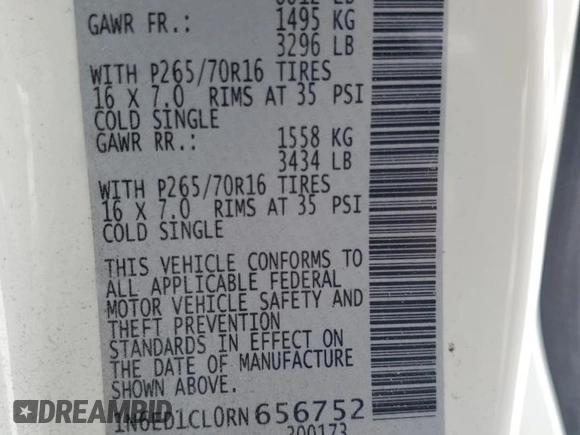 GAWR FR.: 1495 KG
3296 LB
WITH P265/70R16 TIRES
16 X 7.0 RIMS AT 35 PSI
COLD SINGLE
GAWR RR.: 1558 KG
3434 LB
WITH P265/70R16 TIRES
16 X 7.0 RIMS AT 35 PSI
COLD SINGLE
THIS VEHICLE CONFORMS TO
ALL APPLICABLE FEDERAL
MOTOR VEHICLE SAFETY AND
THEFT PREVENTION
STANDARDS IN EFFECT ON
THE DATE OF MANUFACTURE
SHOWN ABOVE.
1N6ED1CL0RN656752
DREAMBID